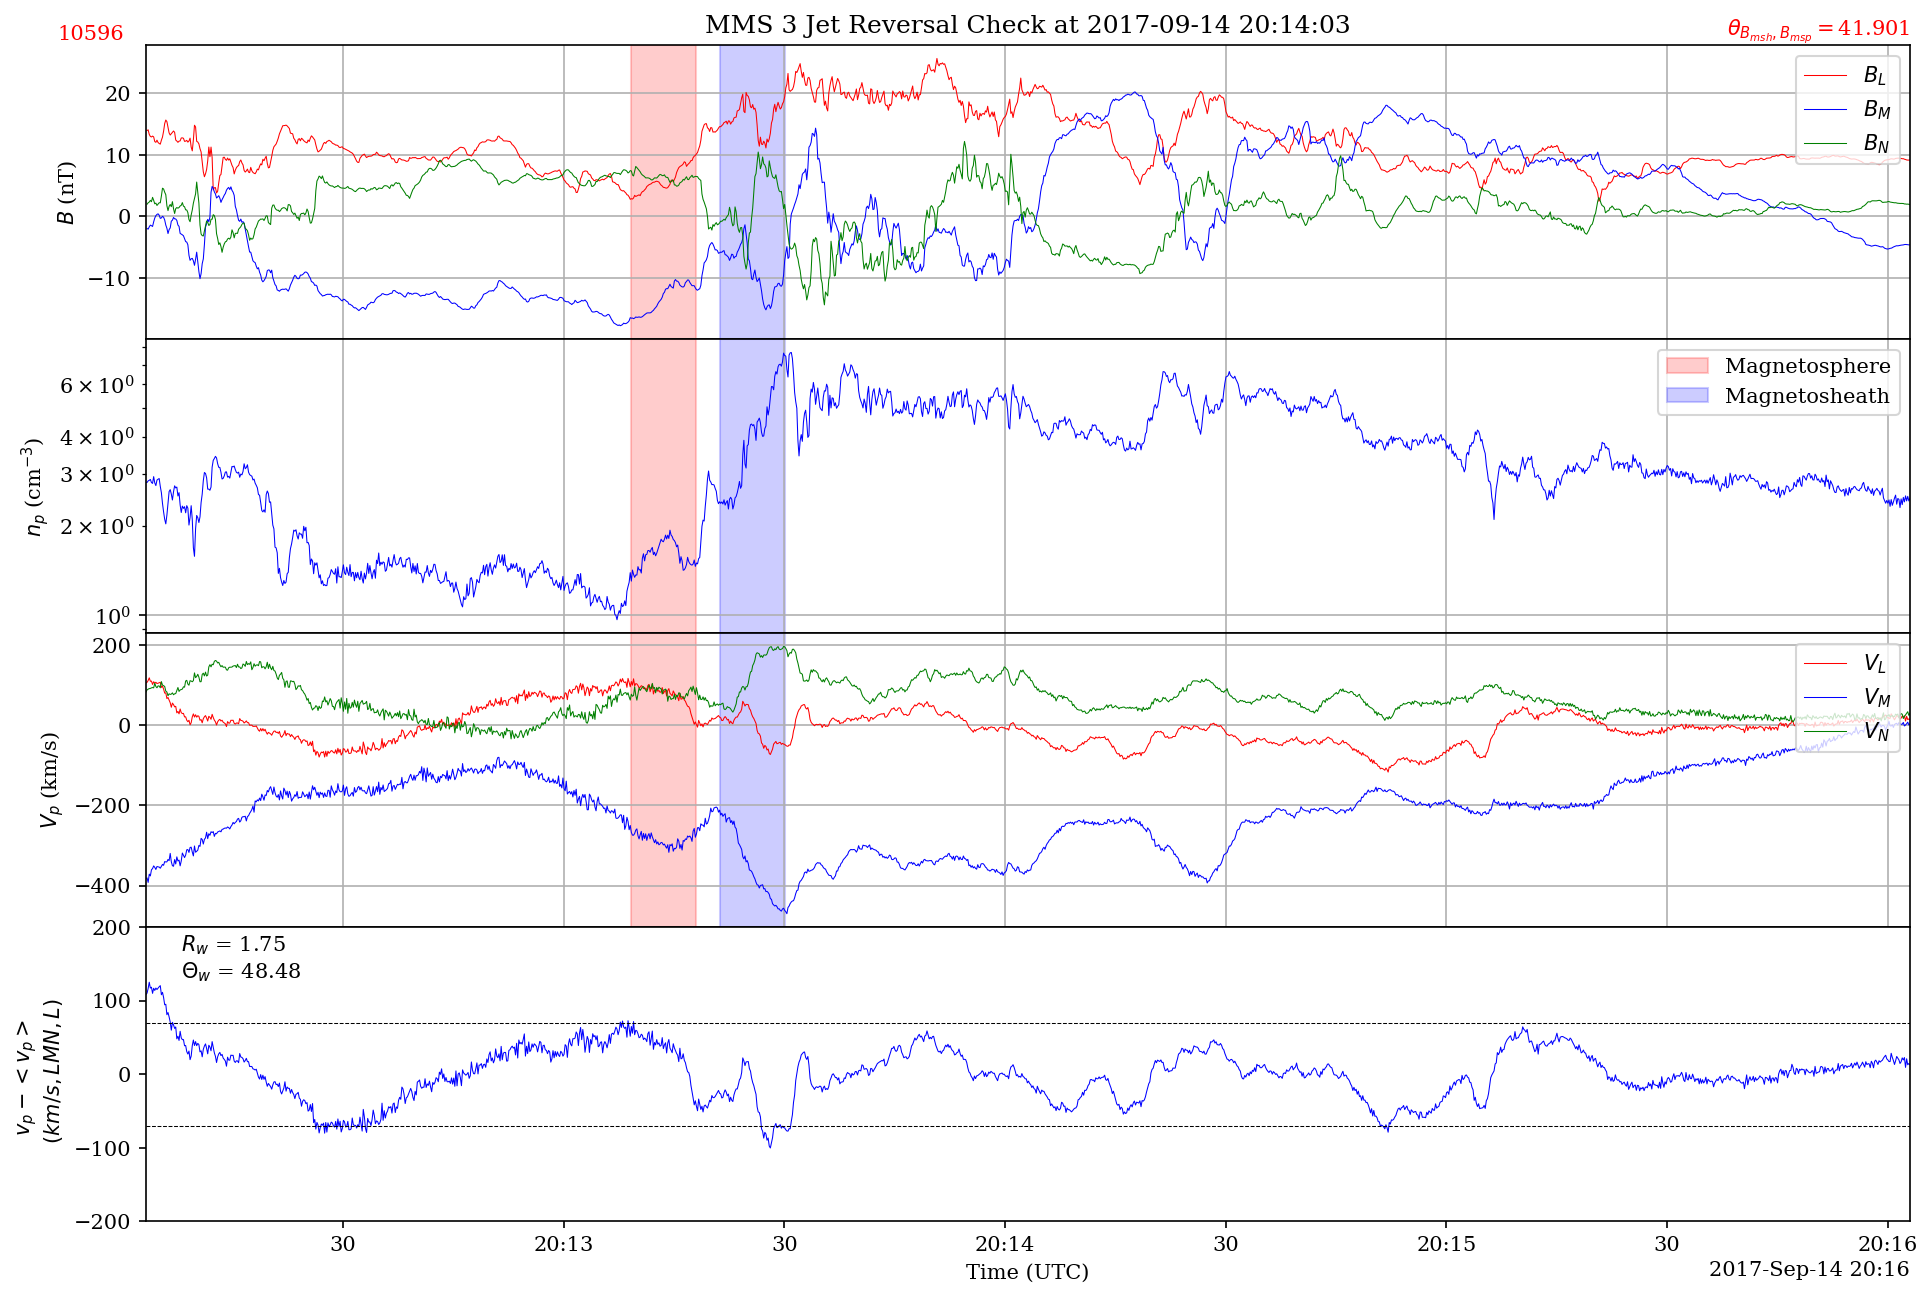 MMS 3 Jet Reversal Check at 2017-09-14 20:14:03
10596
θ_{B_{msh}, B_{msp}} = 41.901
20
10
0
−10
B (nT)
B_L
B_M
B_N
6 × 10^0
4 × 10^0
3 × 10^0
2 × 10^0
10^0
n_p (cm^{−3})
Magnetosphere
Magnetosheath
200
0
−200
−400
V_p (km/s)
V_L
V_M
V_N
200
100
0
−100
−200
v_p − < v_p >
(km/s, LMN, L)
R_w = 1.75
Θ_w = 48.48
30 20:13 30 20:14 30 20:15 30 20:16
Time (UTC)
2017-Sep-14 20:16